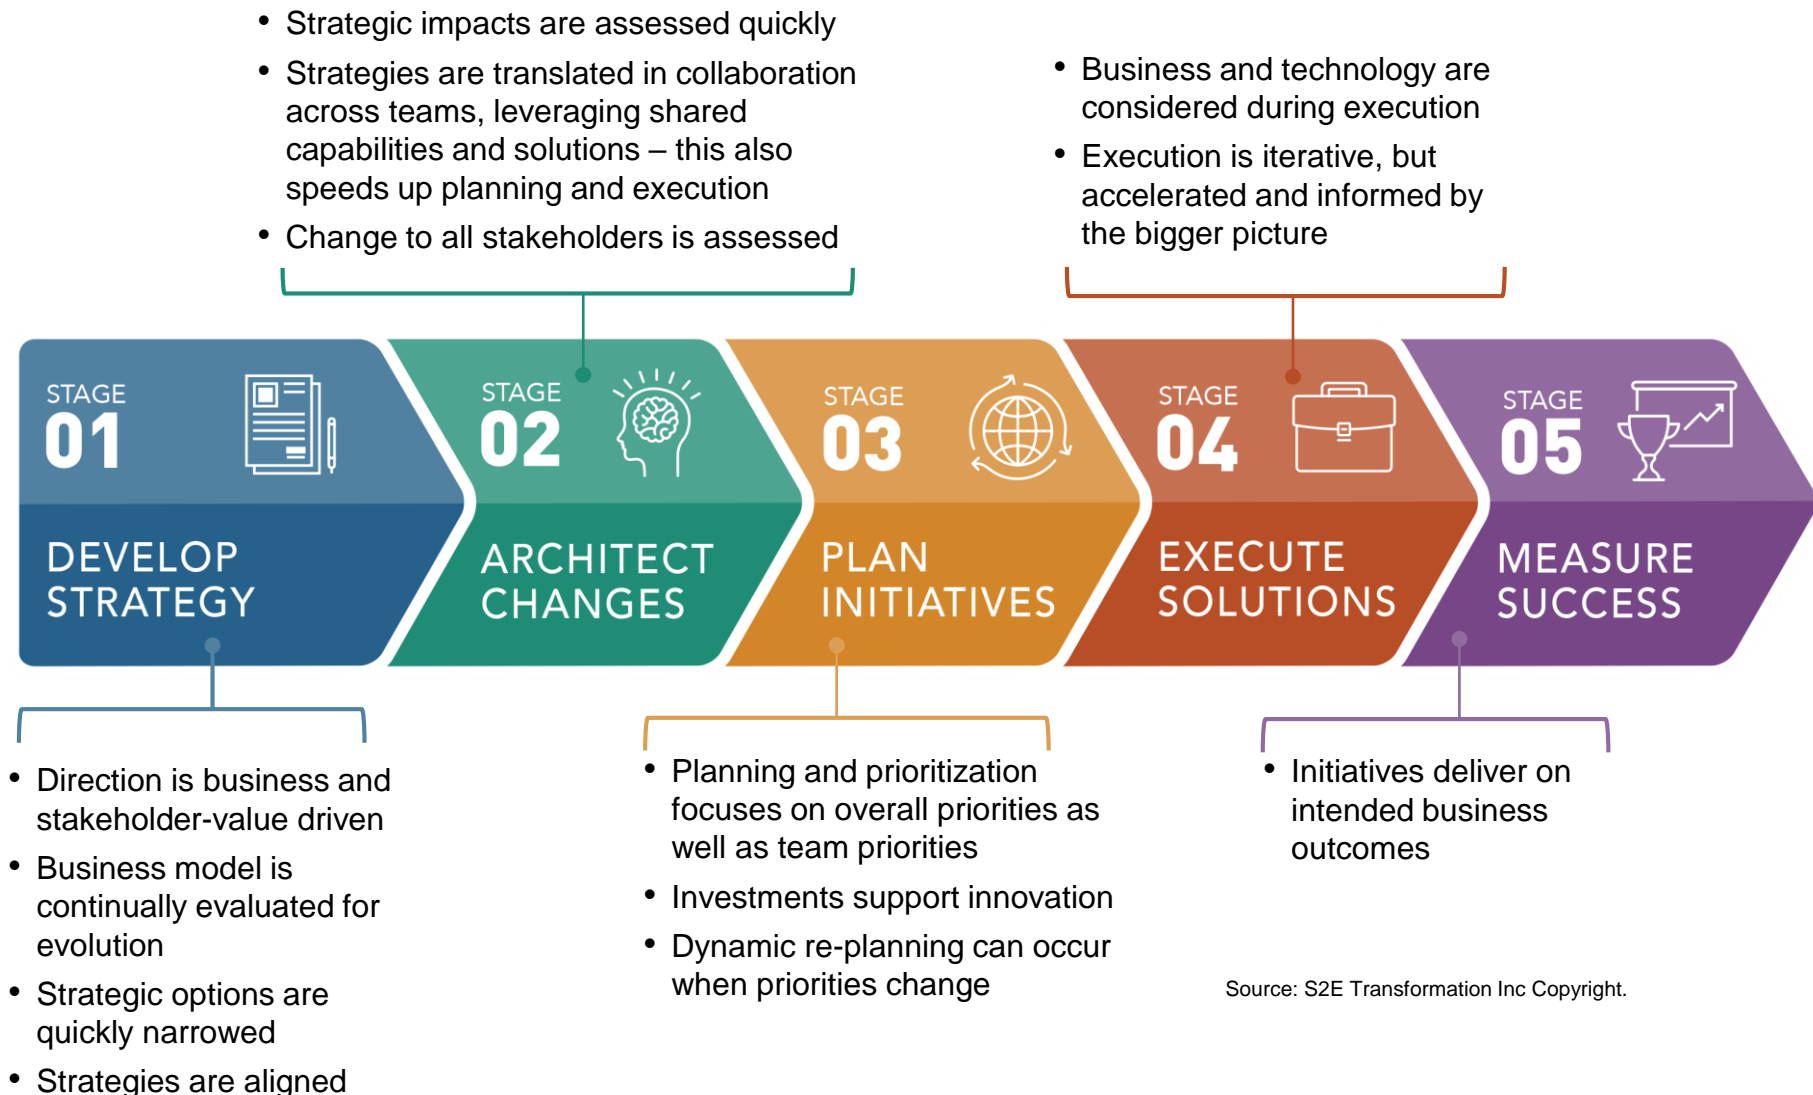 • Strategic impacts are assessed quickly
• Strategies are translated in collaboration
across teams, leveraging shared
capabilities and solutions – this also
speeds up planning and execution
• Change to all stakeholders is assessed
• Business and technology are
considered during execution
• Execution is iterative, but
accelerated and informed by
the bigger picture
STAGE
01
DEVELOP
STRATEGY
STAGE
02
ARCHITECT
CHANGES
STAGE
03
PLAN
INITIATIVES
STAGE
04
EXECUTE
SOLUTIONS
STAGE
05
MEASURE
SUCCESS
• Direction is business and
stakeholder-value driven
• Business model is
continually evaluated for
evolution
• Strategic options are
quickly narrowed
• Strategies are aligned
• Planning and prioritization
focuses on overall priorities as
well as team priorities
• Investments support innovation
• Dynamic re-planning can occur
when priorities change
• Initiatives deliver on
intended business
outcomes
Source: S2E Transformation Inc Copyright.